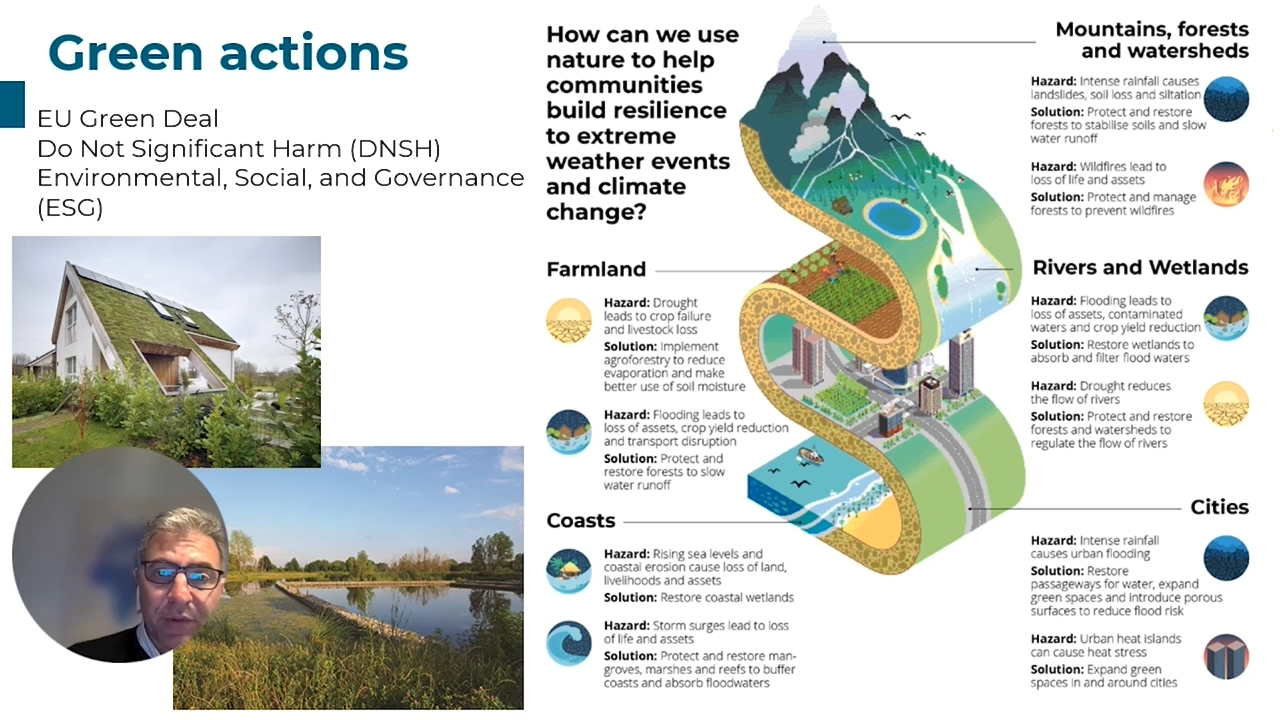 Green actions
EU Green Deal
Do Not Significant Harm (DNSH)
Environmental, Social, and Governance
(ESG)
How can we use
nature to help
communities
build resilience
to extreme
weather events
and climate
change?
Farmland
Hazard: Drought
leads to crop failure
and livestock loss
Solution: Implement
agroforestry to reduce
evaporation and make
better use of soil moisture
Hazard: Flooding leads to
loss of assets, crop yield reduction
and transport disruption
Solution: Protect and
restore forests to slow
water runoff
Coasts
Hazard: Rising sea levels and
coastal erosion cause loss of land,
livelihoods and assets
Solution: Restore coastal wetlands
Hazard: Storm surges lead to loss
of life and assets
Solution: Protect and restore man-
groves, marshes and reefs to buffer
coasts and absorb floodwaters
Mountains, forests
and watersheds
Hazard: Intense rainfall causes
landslides, soil loss and siltation
Solution: Protect and restore
forests to stabilise soils and slow
water runoff
Hazard: Wildfires lead to
loss of life and assets
Solution: Protect and manage
forests to prevent wildfires
Rivers and Wetlands
Hazard: Flooding leads to
loss of assets, contaminated
waters and crop yield reduction
Solution: Restore wetlands to
absorb and filter flood waters
Hazard: Drought reduces
the flow of rivers
Solution: Protect and restore
forests and watersheds to
regulate the flow of rivers
Cities
Hazard: Intense rainfall
causes urban flooding
Solution: Restore
passageways for water, expand
green spaces and introduce porous
surfaces to reduce flood risk
Hazard: Urban heat islands
can cause heat stress
Solution: Expand green
spaces in and around cities